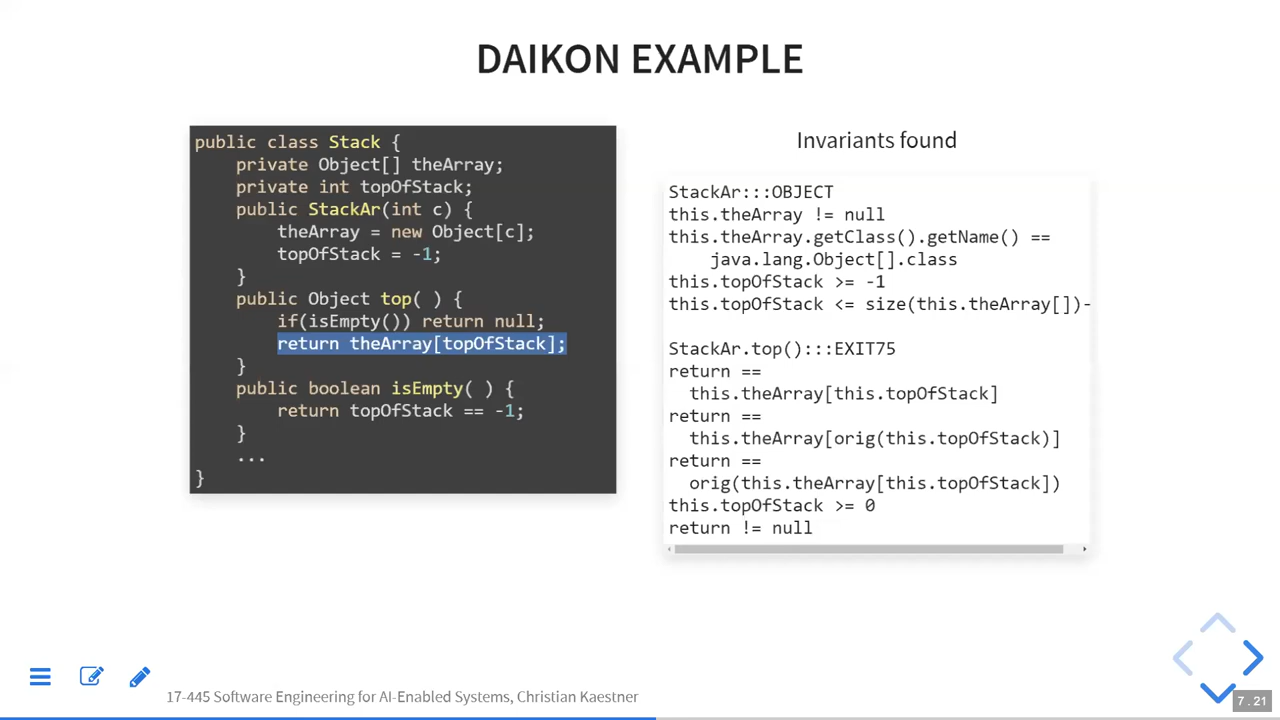 DAIKON EXAMPLE
public class Stack {
private Object[] theArray;
private int topOfStack;
public StackAr(int c) {
theArray = new Object[c];
topOfStack = -1;
}
public Object top( ) {
if(isEmpty()) return null;
return theArray[topOfStack];
}
public boolean isEmpty( ) {
return topOfStack == -1;
}
...
}
Invariants found
StackAr:::OBJECT
this.theArray != null
this.theArray.getClass().getName() ==
java.lang.Object[].class
this.topOfStack >= -1
this.topOfStack <= size(this.theArray[])-
StackAr.top():::EXIT75
return ==
this.theArray[this.topOfStack]
return ==
this.theArray[orig(this.topOfStack)]
return ==
orig(this.theArray[this.topOfStack])
this.topOfStack >= 0
return != null
17-445 Software Engineering for AI-Enabled Systems, Christian Kaestner
7 . 21